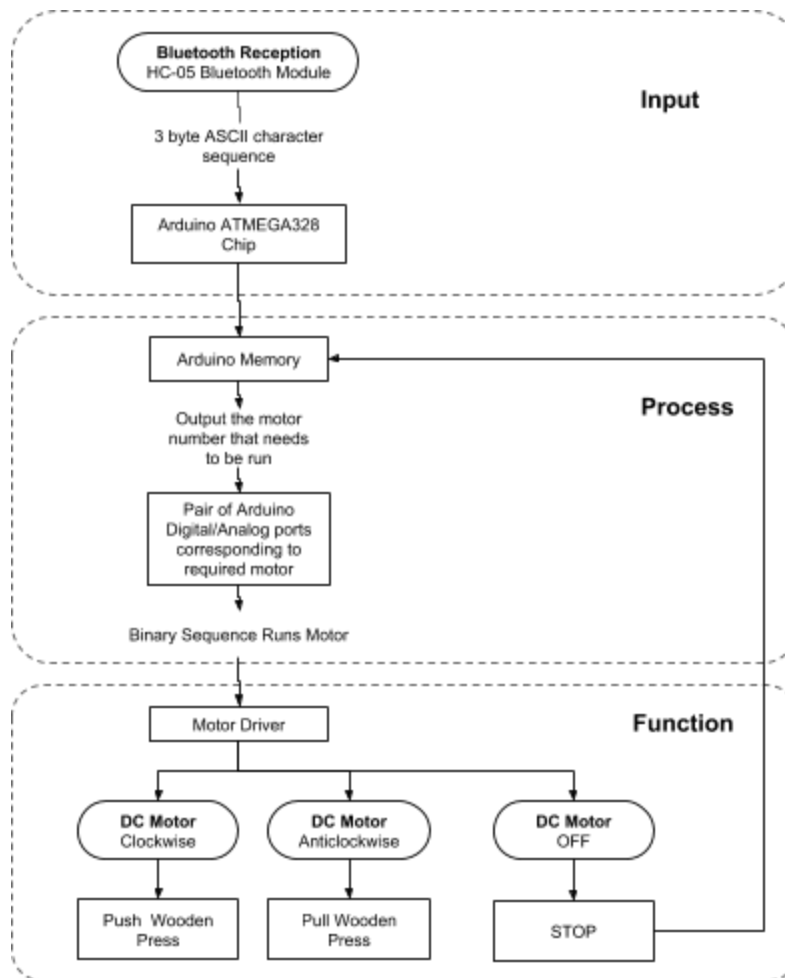 Bluetooth Reception
HC-05 Bluetooth Module
Input
3 byte ASCII character
sequence
Arduino ATMEGA328
Chip
Arduino Memory
Process
Output the motor
number that needs
to be run
Pair of Arduino
Digital/Analog ports
corresponding to
required motor
Binary Sequence Runs Motor
Motor Driver
Function
DC Motor
Clockwise
DC Motor
Anticlockwise
DC Motor
OFF
Push Wooden
Press
Pull Wooden
Press
STOP